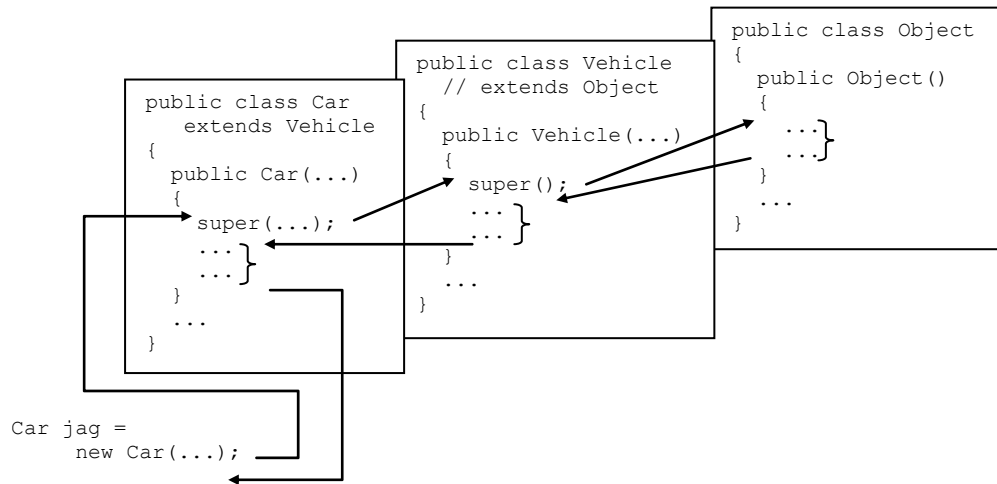 public class Car
extends Vehicle
{
public Car(...)
{
super(...);
...
...
}
...
}
public class Vehicle
// extends Object
{
public Vehicle(...)
{
super();
...
...
}
...
}
public class Object
{
public Object()
{
...
...
}
...
}
Car jag =
new Car(...);